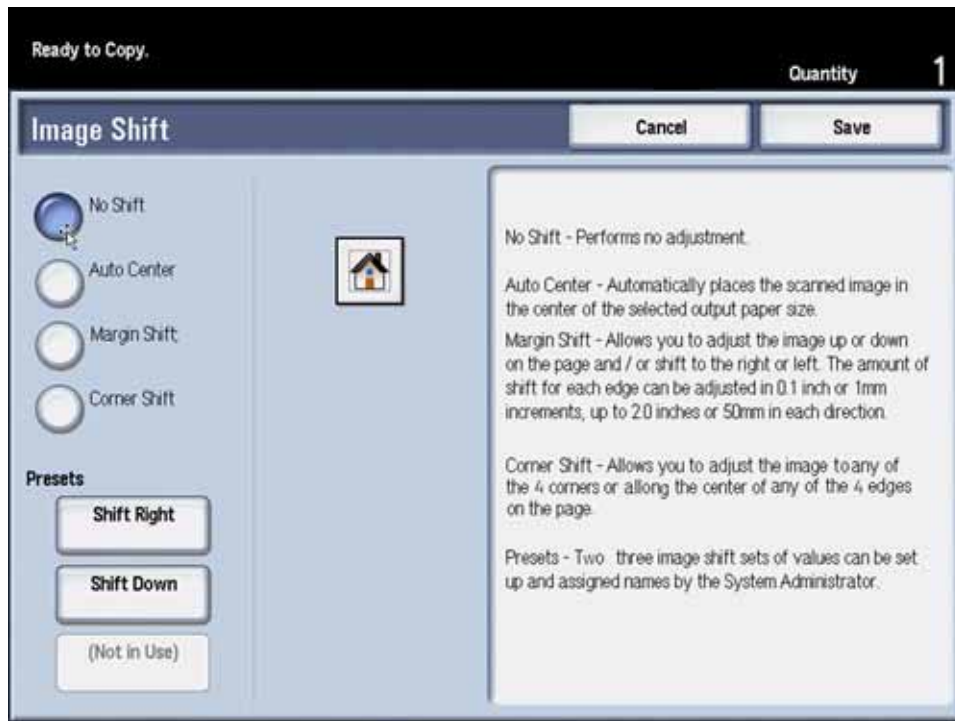 Ready to Copy.
Quantity 1
Image Shift
Cancel
Save
No Shift
Auto Center
Margin Shift
Corner Shift
Presets
Shift Right
Shift Down
(Not in Use)
No Shift - Performs no adjustment.
Auto Center - Automatically places the scanned image in
the center of the selected output paper size.
Margin Shift - Allows you to adjust the image up or down
on the page and / or shift to the right or left. The amount of
shift for each edge can be adjusted in 0.1 inch or 1mm
increments, up to 2.0 inches or 50mm in each direction.
Corner Shift - Allows you to adjust the image to any of
the 4 corners or allong the center of any of the 4 edges
on the page.
Presets - Two three image shift sets of values can be set
up and assigned names by the System Administrator.